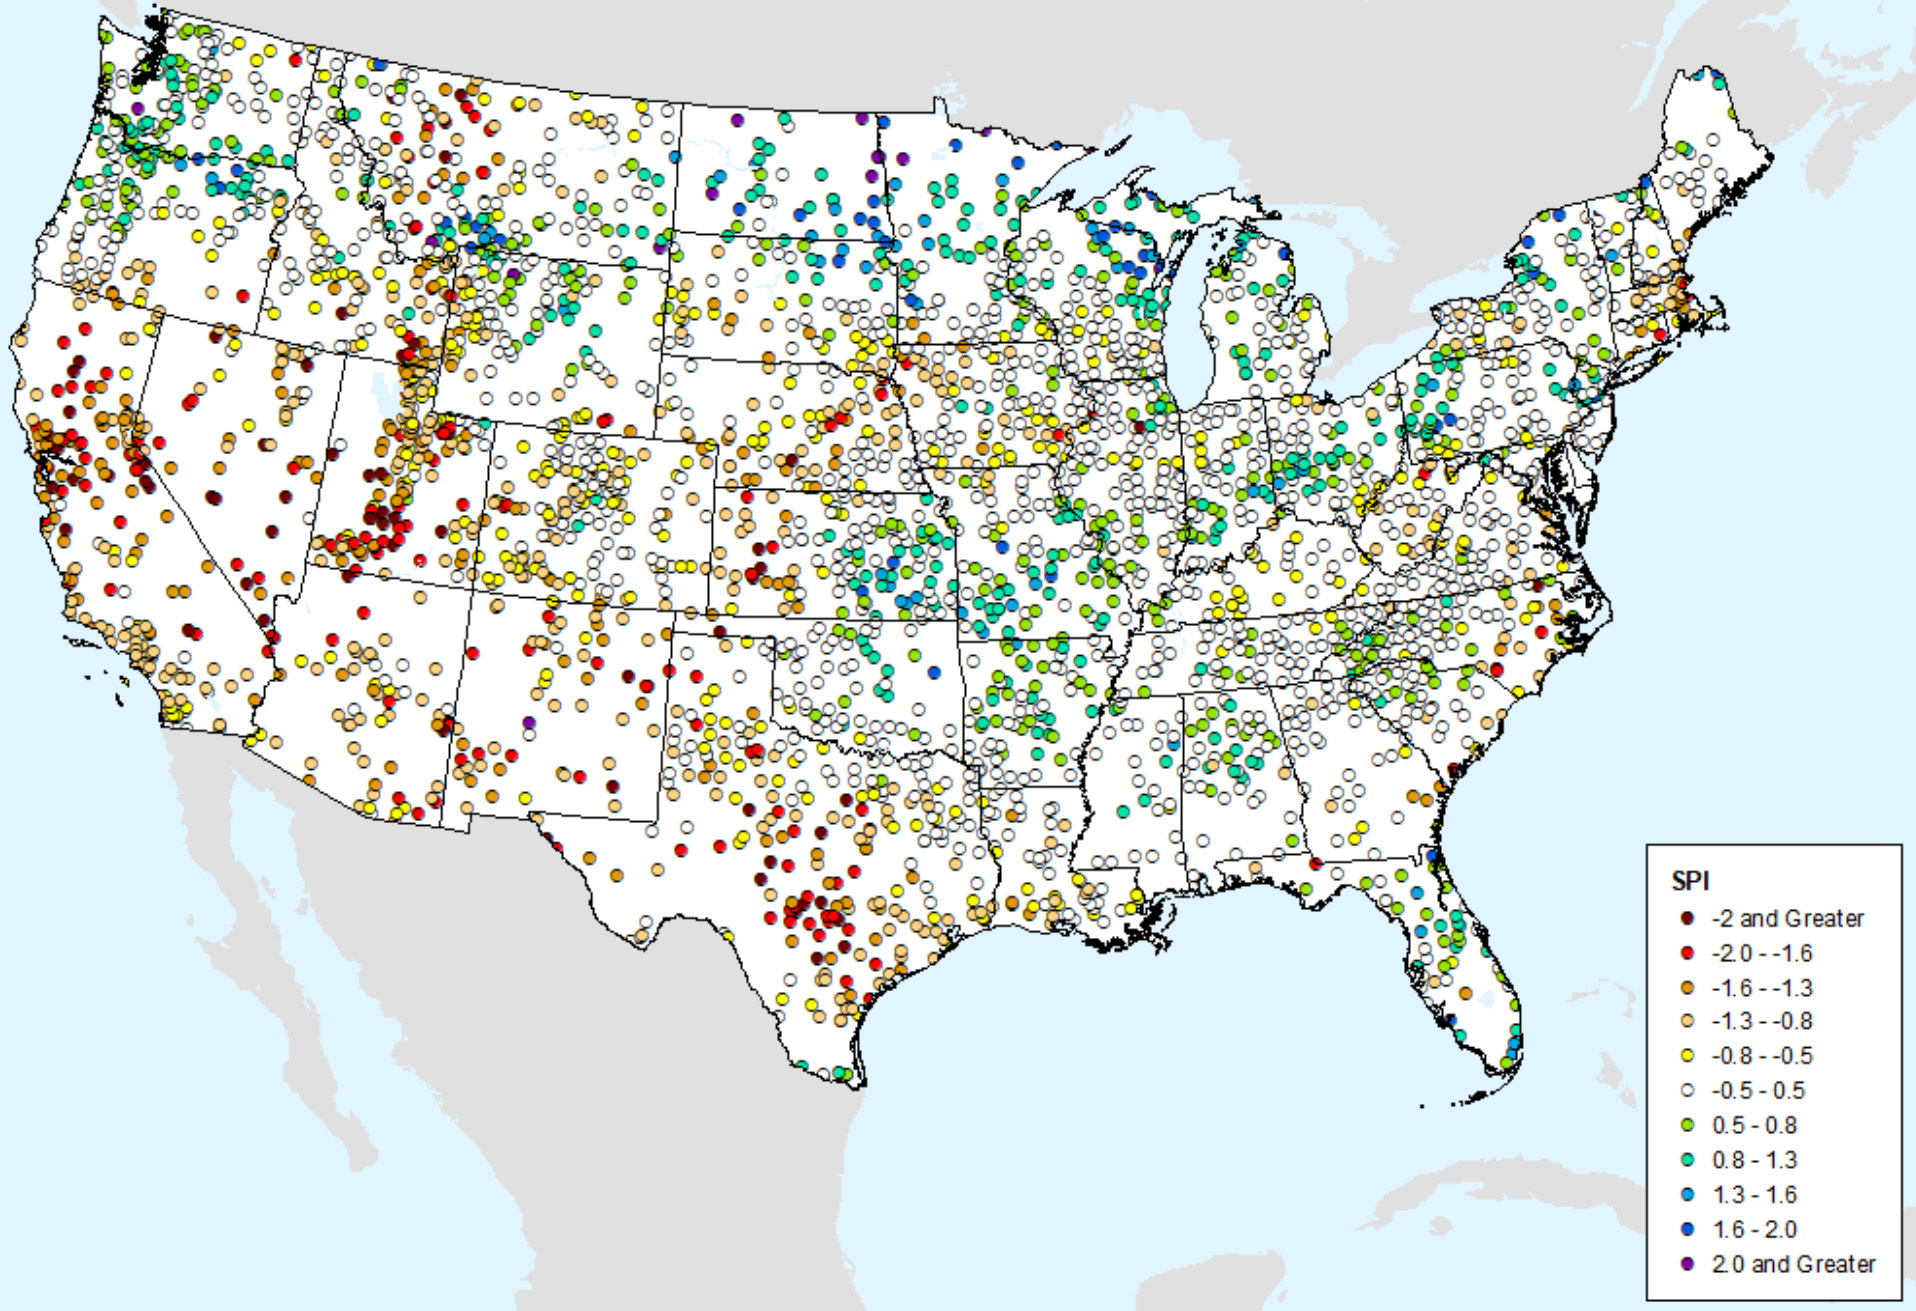 SPI
-2 and Greater
-2.0 - -1.6
-1.6 - -1.3
-1.3 - -0.8
-0.8 - -0.5
-0.5 - 0.5
0.5 - 0.8
0.8 - 1.3
1.3 - 1.6
1.6 - 2.0
2.0 and Greater